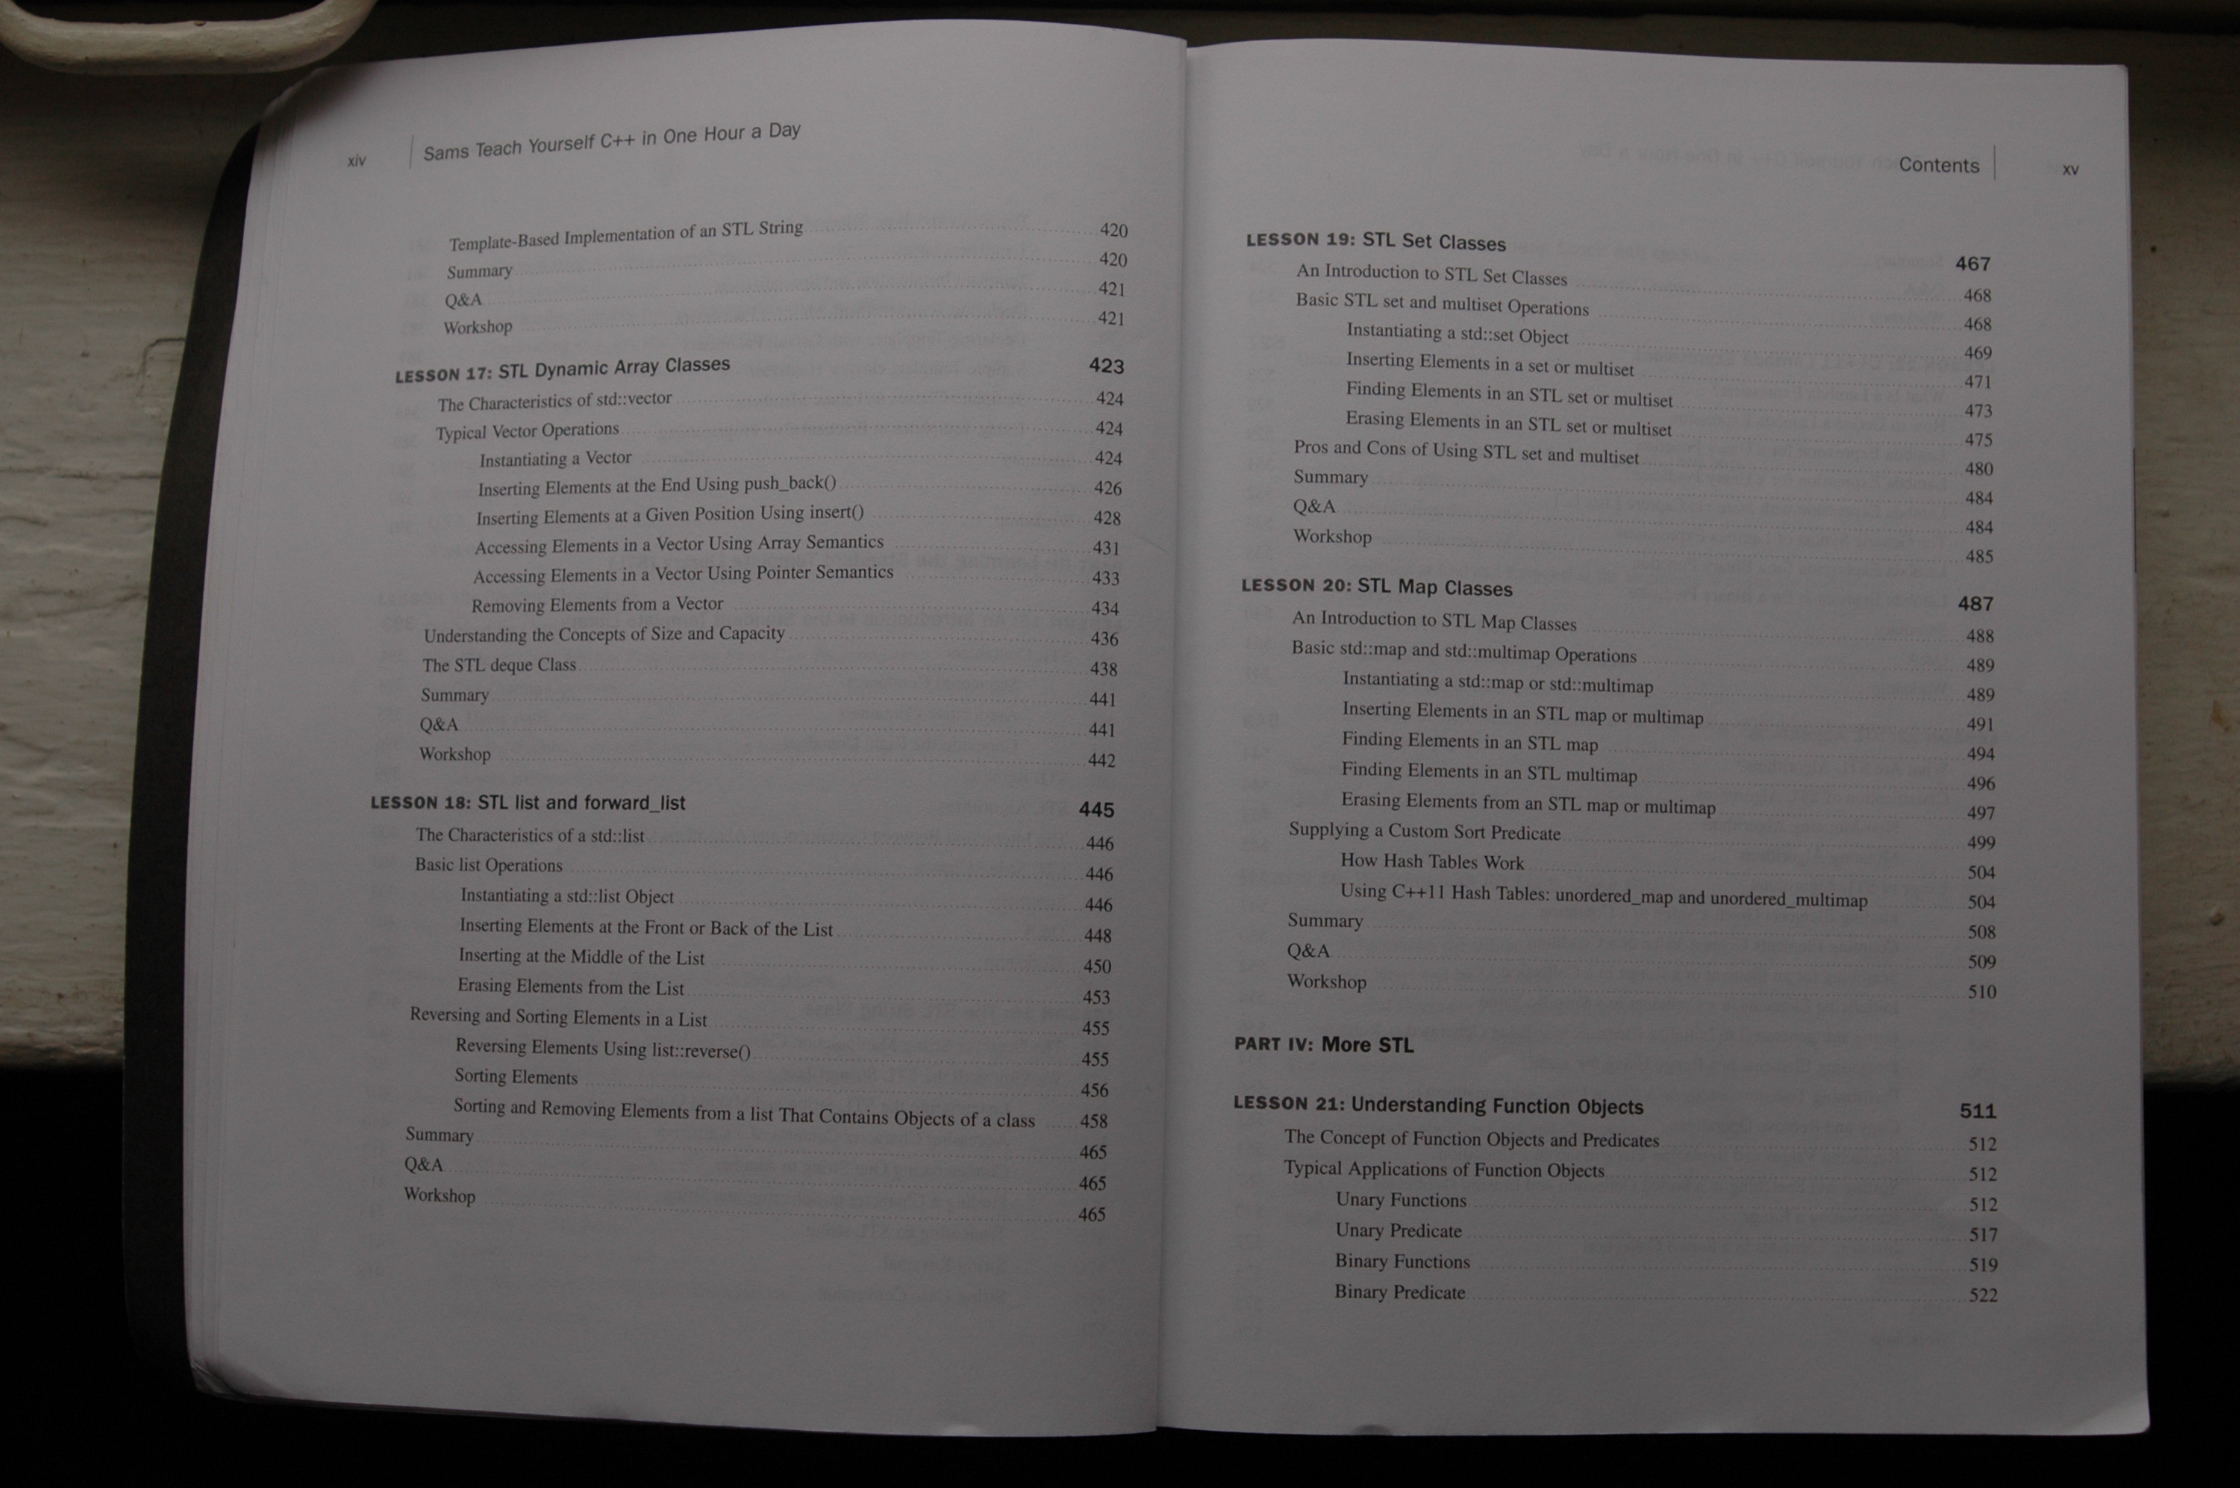 xiv Sams Teach Yourself C++ in One Hour a Day
Template-Based Implementation of an STL String 420
Summary 420
Q&A 421
Workshop 421
LESSON 17: STL Dynamic Array Classes 423
The Characteristics of std::vector 424
Typical Vector Operations 424
Instantiating a Vector 424
Inserting Elements at the End Using push_back() 426
Inserting Elements at a Given Position Using insert() 428
Accessing Elements in a Vector Using Array Semantics 431
Accessing Elements in a Vector Using Pointer Semantics 433
Removing Elements from a Vector 434
Understanding the Concepts of Size and Capacity 436
The STL deque Class 438
Summary 441
Q&A 441
Workshop 442
LESSON 18: STL list and forward_list 445
The Characteristics of a std::list 446
Basic list Operations 446
Instantiating a std::list Object 446
Inserting Elements at the Front or Back of the List 448
Inserting at the Middle of the List 450
Erasing Elements from the List 453
Reversing and Sorting Elements in a List 455
Reversing Elements Using list::reverse() 455
Sorting Elements 456
Sorting and Removing Elements from a list That Contains Objects of a class 458
Summary 465
Q&A 465
Workshop 465
Contents xv
LESSON 19: STL Set Classes 467
An Introduction to STL Set Classes 468
Basic STL set and multiset Operations 468
Instantiating a std::set Object 469
Inserting Elements in a set or multiset 471
Finding Elements in an STL set or multiset 473
Erasing Elements in an STL set or multiset 475
Pros and Cons of Using STL set and multiset 480
Summary 484
Q&A 484
Workshop 485
LESSON 20: STL Map Classes 487
An Introduction to STL Map Classes 488
Basic std::map and std::multimap Operations 489
Instantiating a std::map or std::multimap 489
Inserting Elements in an STL map or multimap 491
Finding Elements in an STL map 494
Finding Elements in an STL multimap 496
Erasing Elements from an STL map or multimap 497
Supplying a Custom Sort Predicate 499
How Hash Tables Work 504
Using C++11 Hash Tables: unordered_map and unordered_multimap 504
Summary 508
Q&A 509
Workshop 510
PART IV: More STL
LESSON 21: Understanding Function Objects 511
The Concept of Function Objects and Predicates 512
Typical Applications of Function Objects 512
Unary Functions 512
Unary Predicate 517
Binary Functions 519
Binary Predicate 522